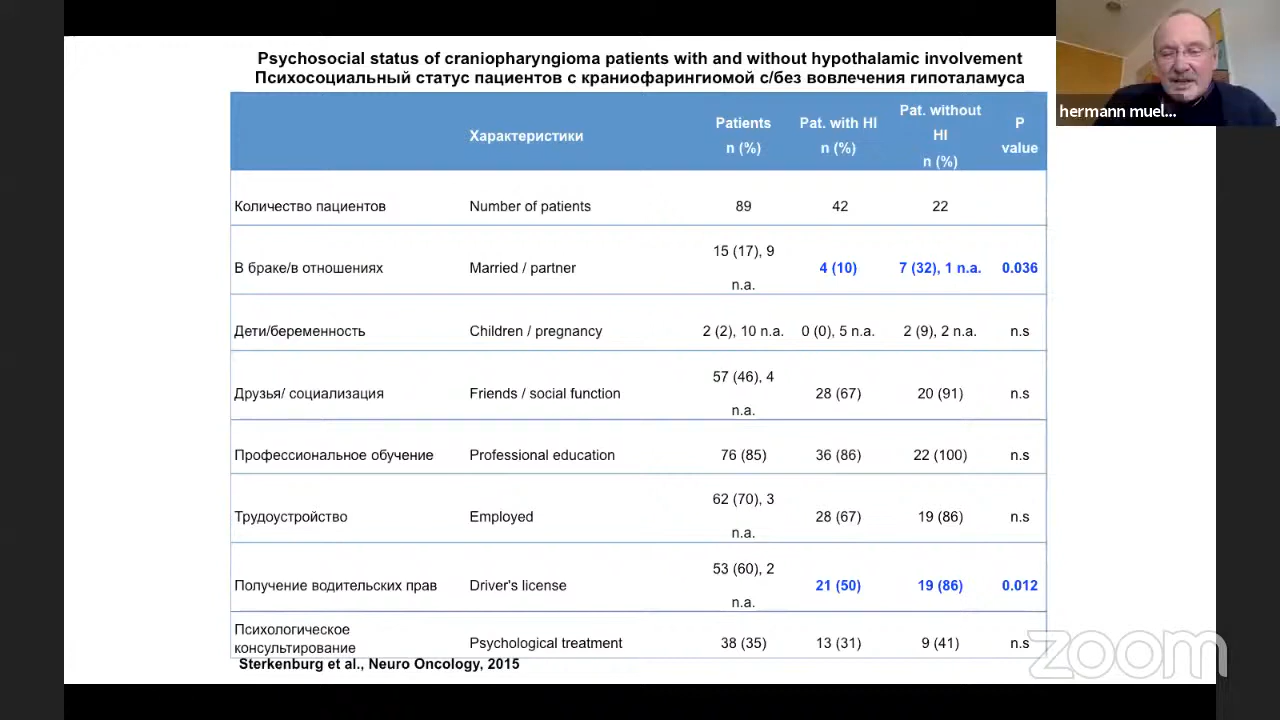 Psychosocial status of craniopharyngioma patients with and without hypothalamic involvement
Психосоциальный статус пациентов с краниофарингиомой с/без вовлечения гипоталамуса
hermann muel...
Характеристики
Patients
n (%)
Pat. with HI
n (%)
Pat. without
HI
n (%)
P
value
Количество пациентов Number of patients 89 42 22
В браке/в отношениях Married / partner 15 (17), 9
n.a.
4 (10) 7 (32), 1 n.a. 0.036
Дети/беременность Children / pregnancy 2 (2), 10 n.a. 0 (0), 5 n.a. 2 (9), 2 n.a. n.s
Друзья/ социализация Friends / social function 57 (46), 4
n.a.
28 (67) 20 (91) n.s
Профессиональное обучение Professional education 76 (85) 36 (86) 22 (100) n.s
Трудоустройство Employed 62 (70), 3
n.a.
28 (67) 19 (86) n.s
Получение водительских прав Driver's license 53 (60), 2
n.a.
21 (50) 19 (86) 0.012
Психологическое
консультирование
Psychological treatment 38 (35) 13 (31) 9 (41) n.s
Sterkenburg et al., Neuro Oncology, 2015
zoom